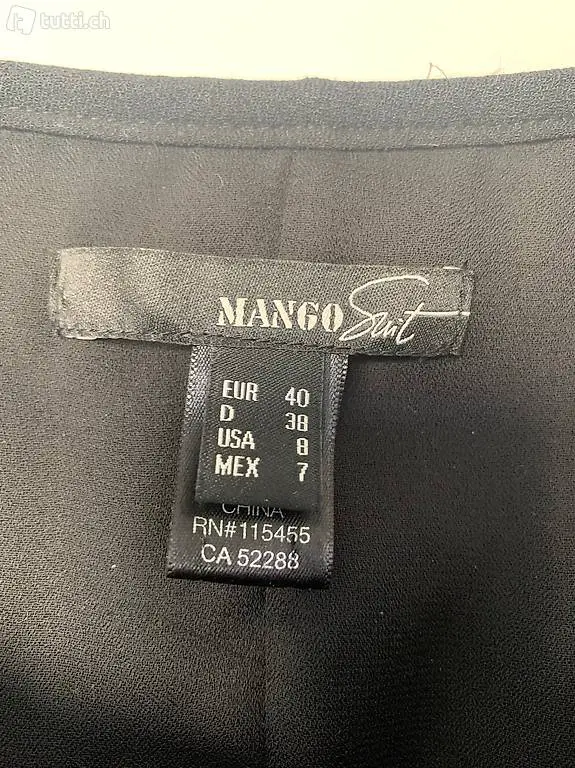 tutti.ch
MANGO Suit
EUR 40
D 38
USA 8
MEX 7
CHINA
RN#115455
CA 52288